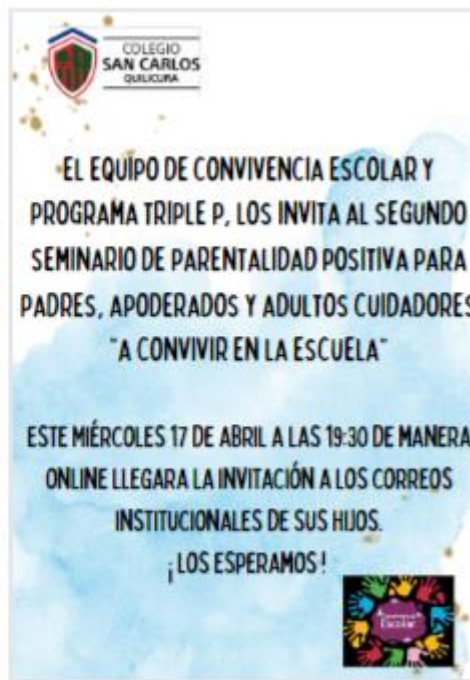 COLEGIO
SAN CARLOS
QUILICURA
EL EQUIPO DE CONVIVENCIA ESCOLAR Y
PROGRAMA TRIPLE P, LOS INVITA AL SEGUNDO
SEMINARIO DE PARENTALIDAD POSITIVA PARA
PADRES, APODERADOS Y ADULTOS CUIDADORES
"A CONVIVIR EN LA ESCUELA"
ESTE MIÉRCOLES 17 DE ABRIL A LAS 19:30 DE MANERA
ONLINE LLEGARA LA INVITACIÓN A LOS CORREOS
INSTITUCIONALES DE SUS HIJOS.
¡LOS ESPERAMOS!
ESCOLAR